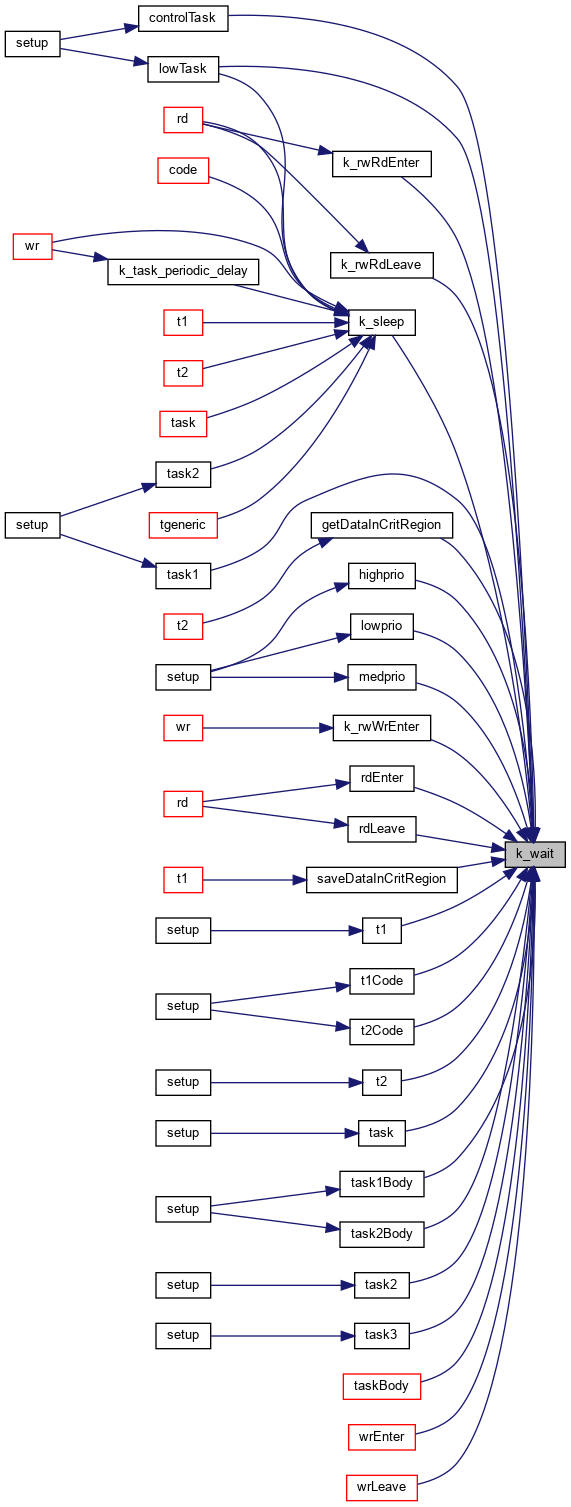 controlTask
setup
lowTask
rd
k_rwRdEnter
code
wr
k_rwRdLeave
k_task_periodic_delay
t1
k_sleep
t2
task
task2
setup
getDataInCritRegion
tgeneric
task1
highprio
t2
lowprio
setup
medprio
wr
k_rwWrEnter
rdEnter
rd
rdLeave
k_wait
t1
saveDataInCritRegion
setup
t1
t1Code
setup
t2Code
setup
t2
setup
task
task1Body
setup
task2Body
setup
task2
setup
task3
taskBody
wrEnter
wrLeave